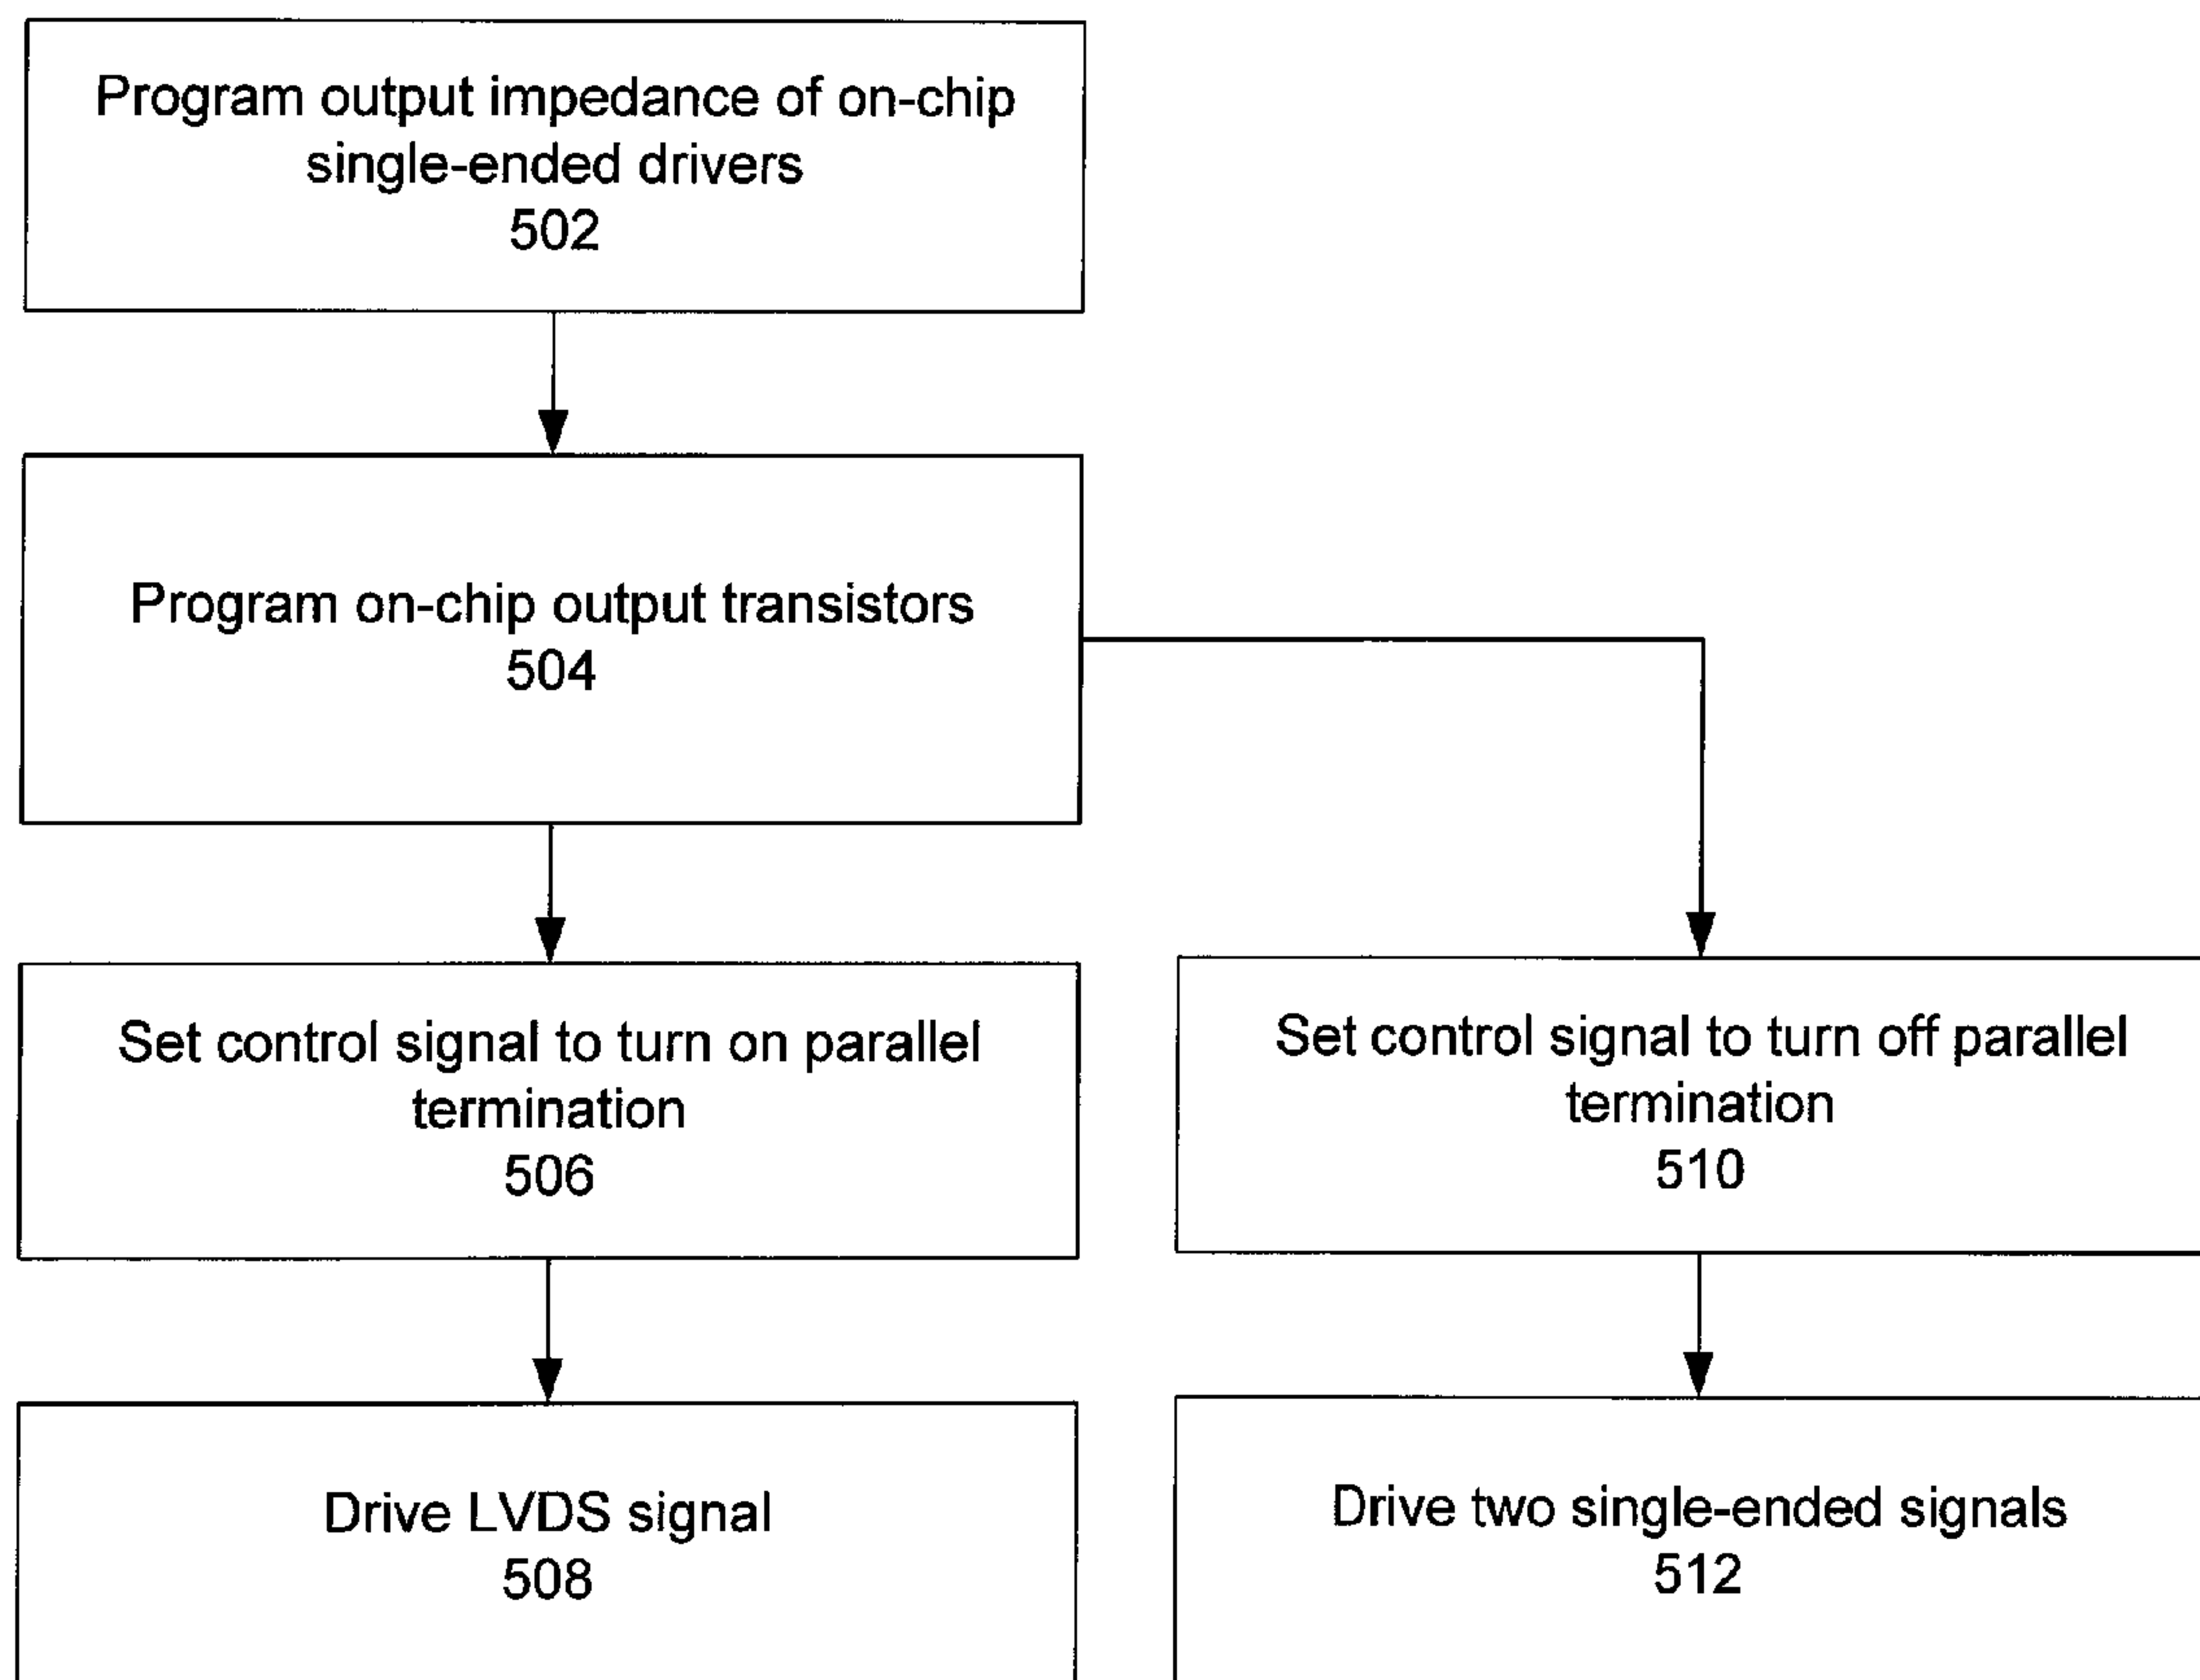 Program output impedance of on-chip
single-ended drivers
502
Program on-chip output transistors
504
Set control signal to turn on parallel
termination
506
Set control signal to turn off parallel
termination
510
Drive LVDS signal
508
Drive two single-ended signals
512